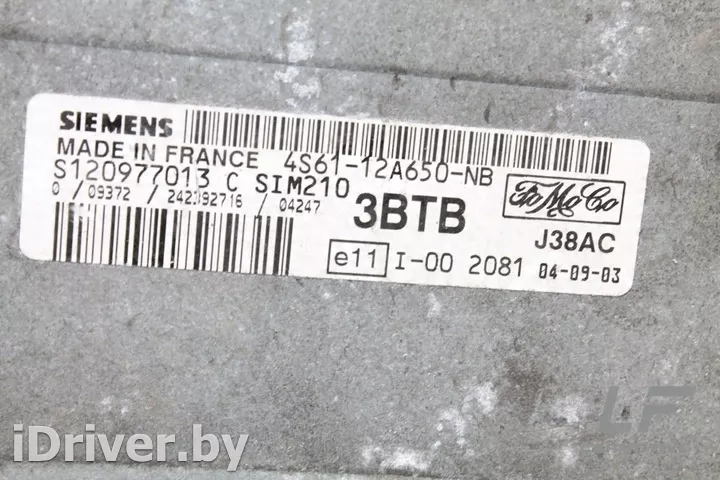 SIEMENS
MADE IN FRANCE 4S61-12A650-NB
S120977013 C SIM210
0 / 09372 / 242392716 / 04247
3BTB
FoMoCo
J38AC
e11 I-00 2081 04-09-03
iDriver.by
LF